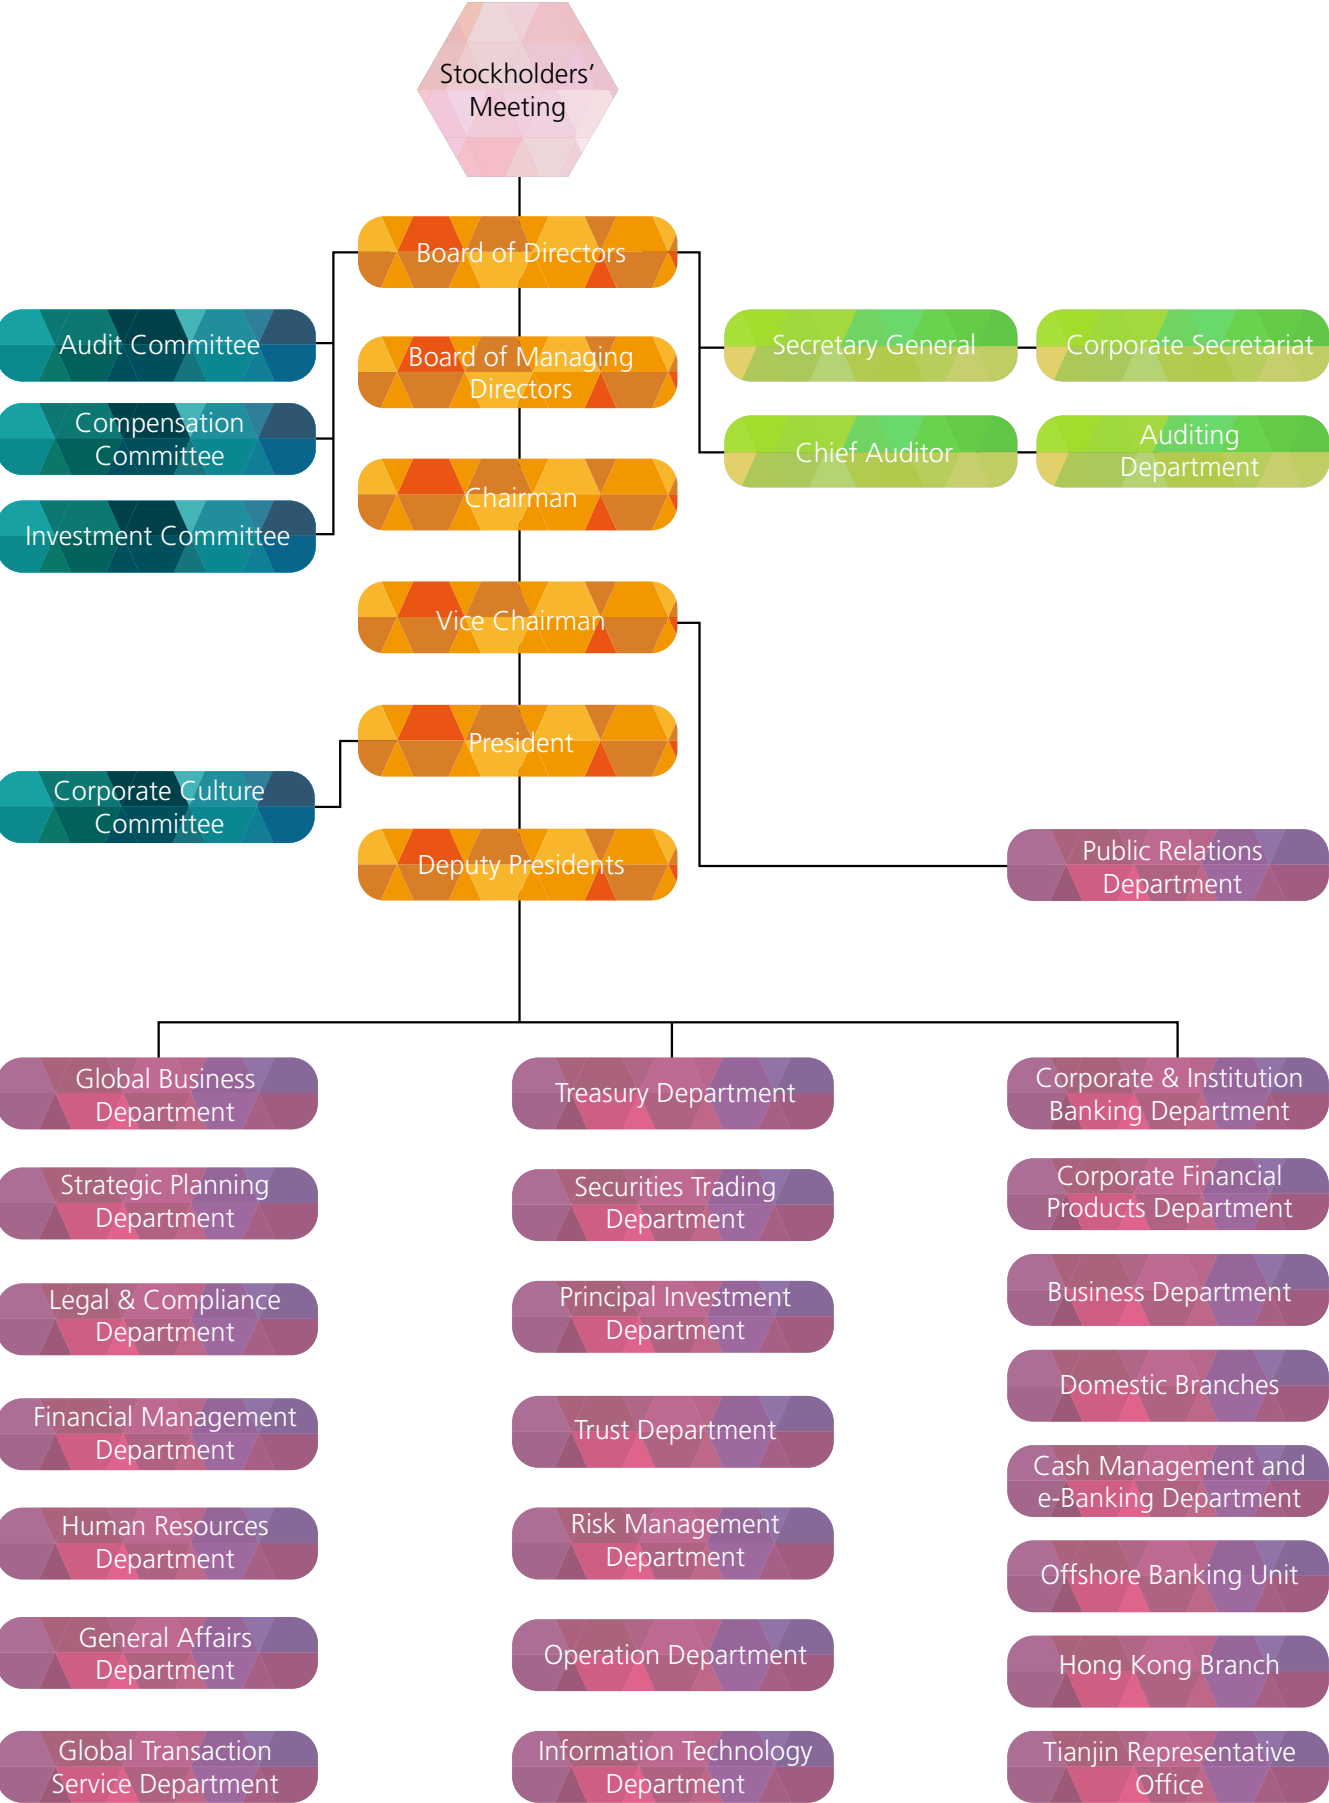 Stockholders’
Meeting
Board of Directors
Audit Committee
Board of Managing
Directors
Secretary General
Corporate Secretariat
Compensation
Committee
Chief Auditor
Auditing
Department
Chairman
Investment Committee
Vice Chairman
President
Corporate Culture
Committee
Deputy Presidents
Public Relations
Department
Global Business
Department
Strategic Planning
Department
Legal & Compliance
Department
Financial Management
Department
Human Resources
Department
General Affairs
Department
Global Transaction
Service Department
Treasury Department
Securities Trading
Department
Principal Investment
Department
Trust Department
Risk Management
Department
Operation Department
Information Technology
Department
Corporate & Institution
Banking Department
Corporate Financial
Products Department
Business Department
Domestic Branches
Cash Management and
e-Banking Department
Offshore Banking Unit
Hong Kong Branch
Tianjin Representative
Office